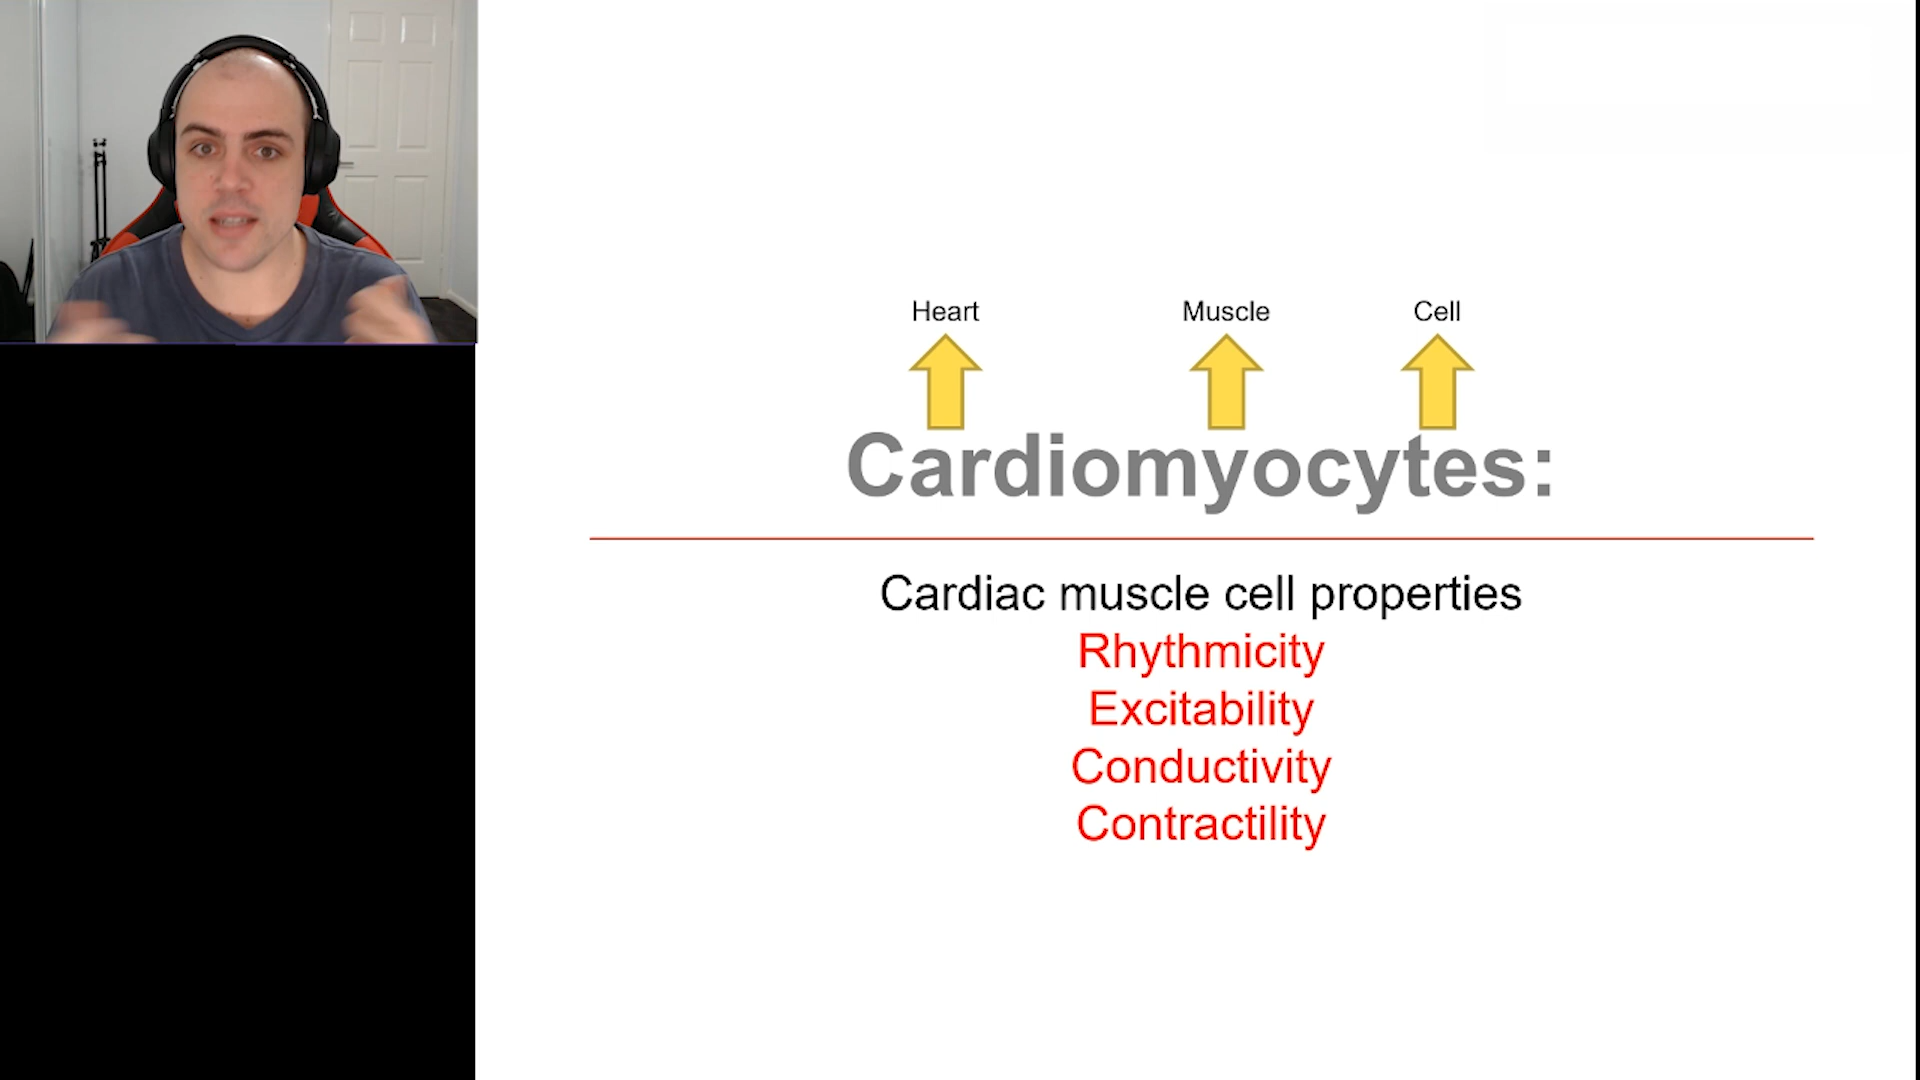 Heart Muscle Cell
Cardiomyocytes:
Cardiac muscle cell properties
Rhythmicity
Excitability
Conductivity
Contractility